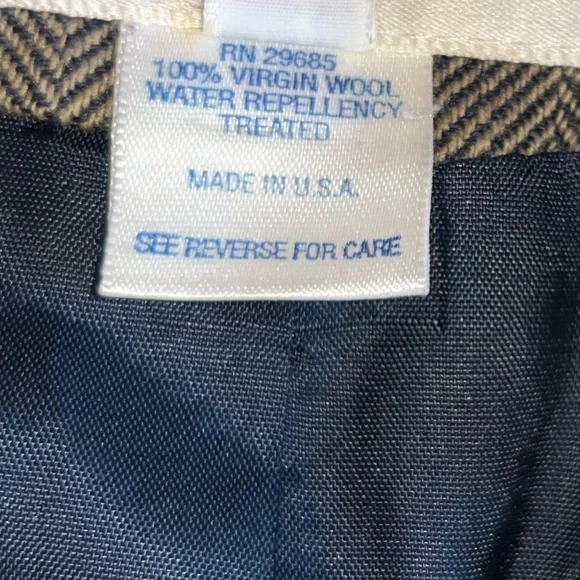 RN 29685
100% VIRGIN WOOL
WATER REPELLENCY
TREATED
MADE IN U.S.A.
SEE REVERSE FOR CARE